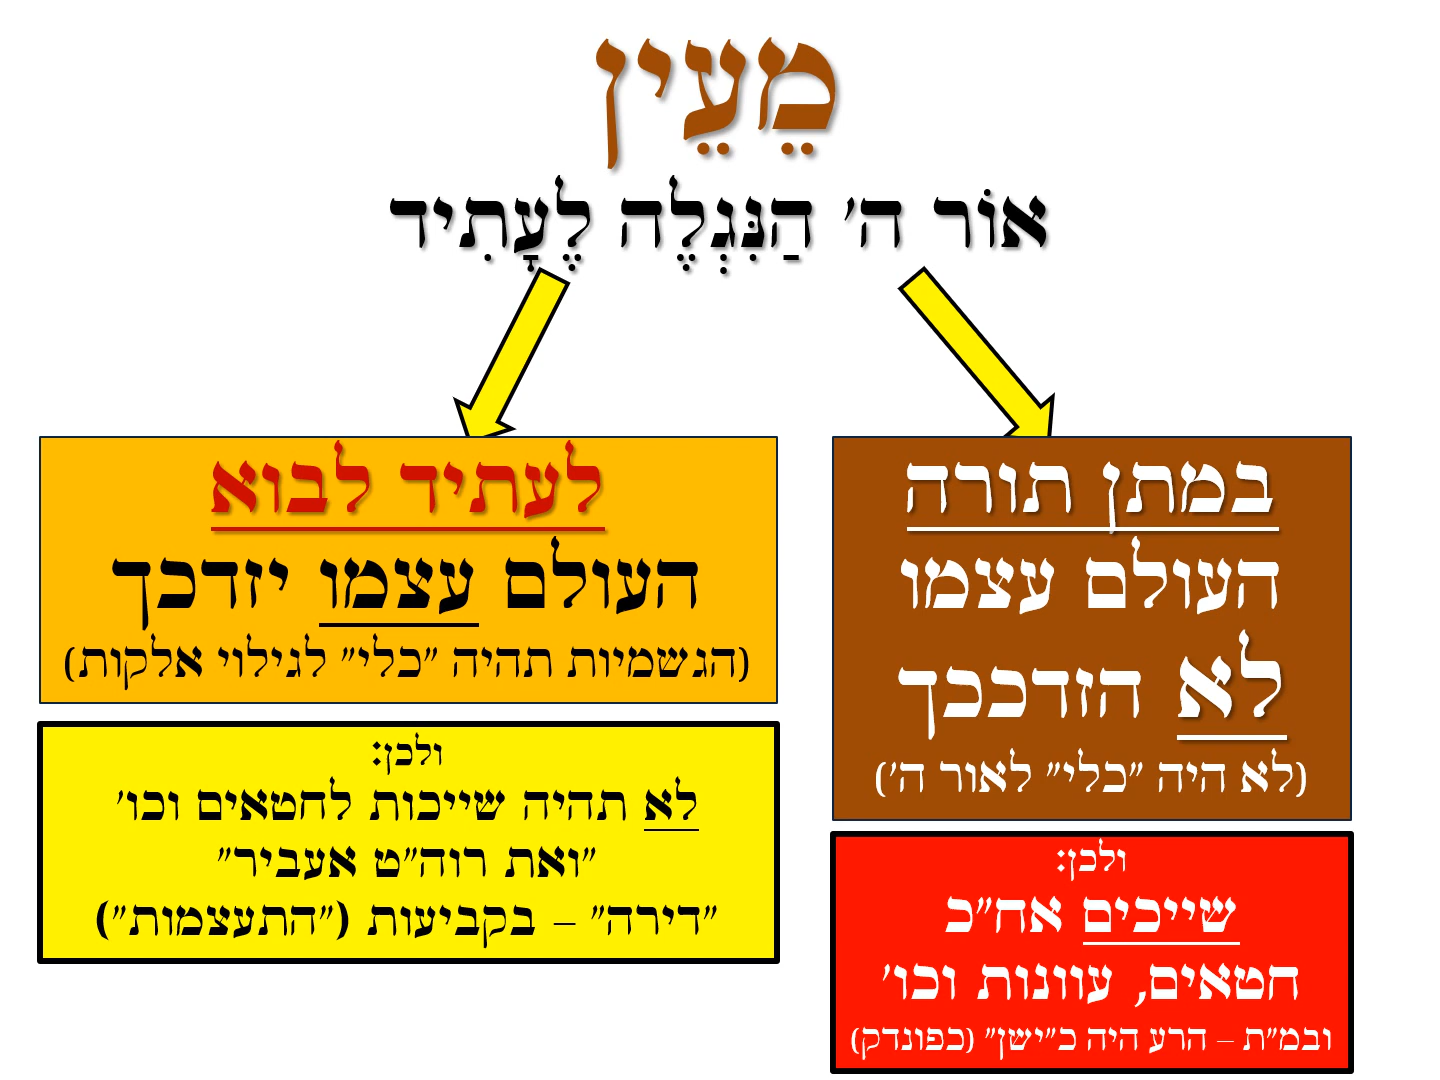 מֵעֵין
אוֹר ה׳ הַנִּגְלֶה לֶעָתִיד
במתן תורה
העולם עצמו
לא הזדככך
(לא היה ״כלי״ לאור ה׳)
ולכן:
שייכים אח״כ
חטאים, עוונות וכו׳
ובמ״ת – הרע היה כ״ישן״ (כפונדק)
לעתיד לבוא
העולם עצמו יזדכך
(הגשמיות תהיה ״כלי״ לגילוי אלקות)
ולכן:
לא תהיה שייכות לחטאים וכו׳
״ואת רוה״ט אעביר״
״דירה״ – בקביעות (״התעצמות״)